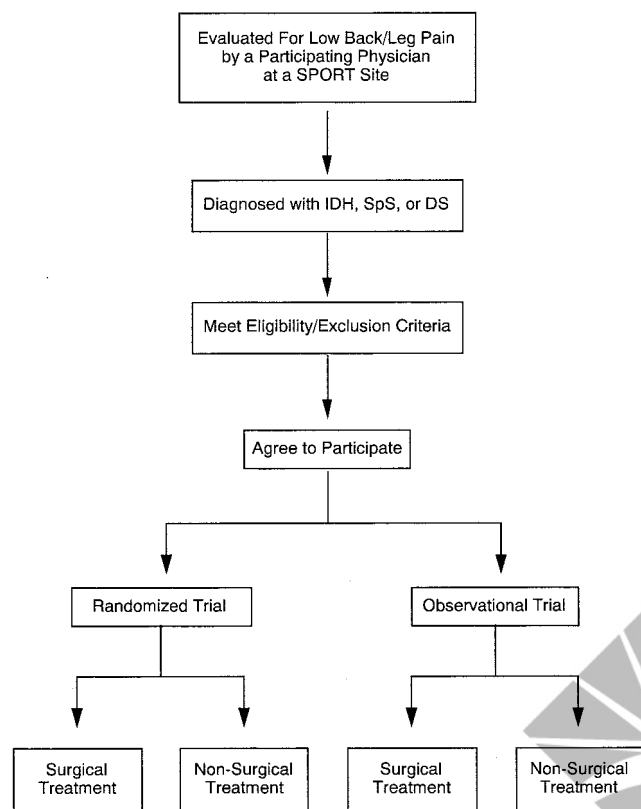 Evaluated For Low Back/Leg Pain
by a Participating Physician
at a SPORT Site
Diagnosed with IDH, SpS, or DS
Meet Eligibility/Exclusion Criteria
Agree to Participate
Randomized Trial
Observational Trial
Surgical
Treatment
Non-Surgical
Treatment
Surgical
Treatment
Non-Surgical
Treatment